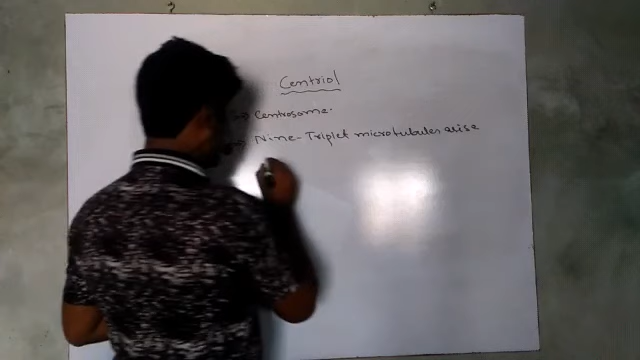 Centriol
→ Centrosome.
→ Nine-Triplet microtubules arise